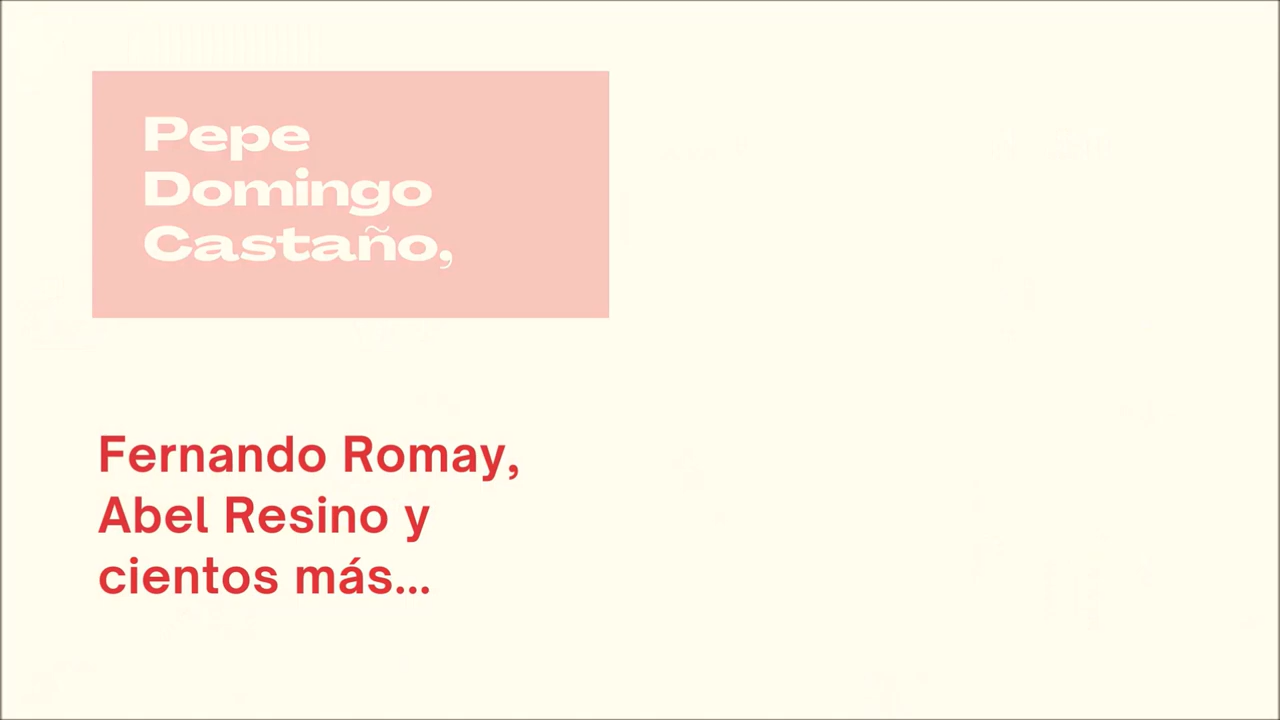 Pepe
Domingo
Castaño,
Fernando Romay,
Abel Resino y
cientos más...